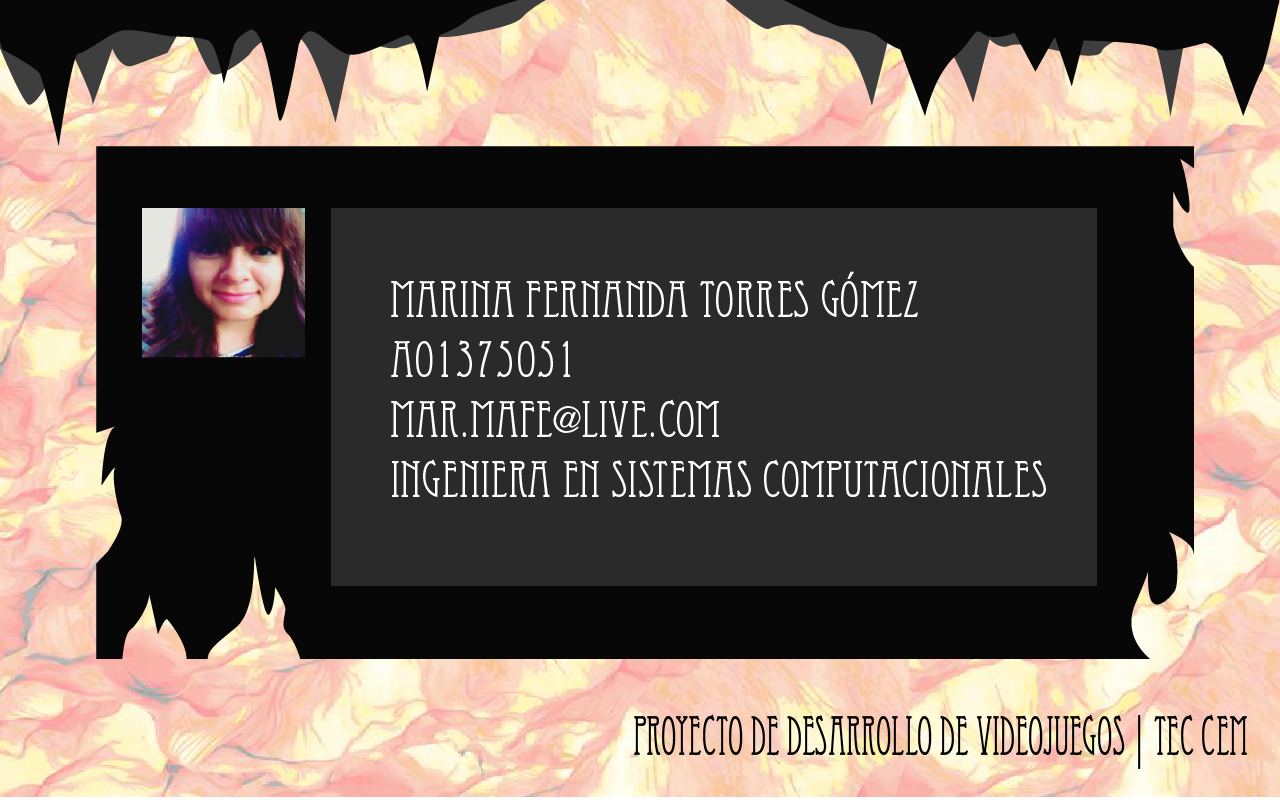 MARINA FERNANDA TORRES GÓMEZ
A01375051
MAR.MAFE@LIVE.COM
INGENIERA EN SISTEMAS COMPUTACIONALES
PROYECTO DE DESARROLLO DE VIDEOJUEGOS | TEC CEM